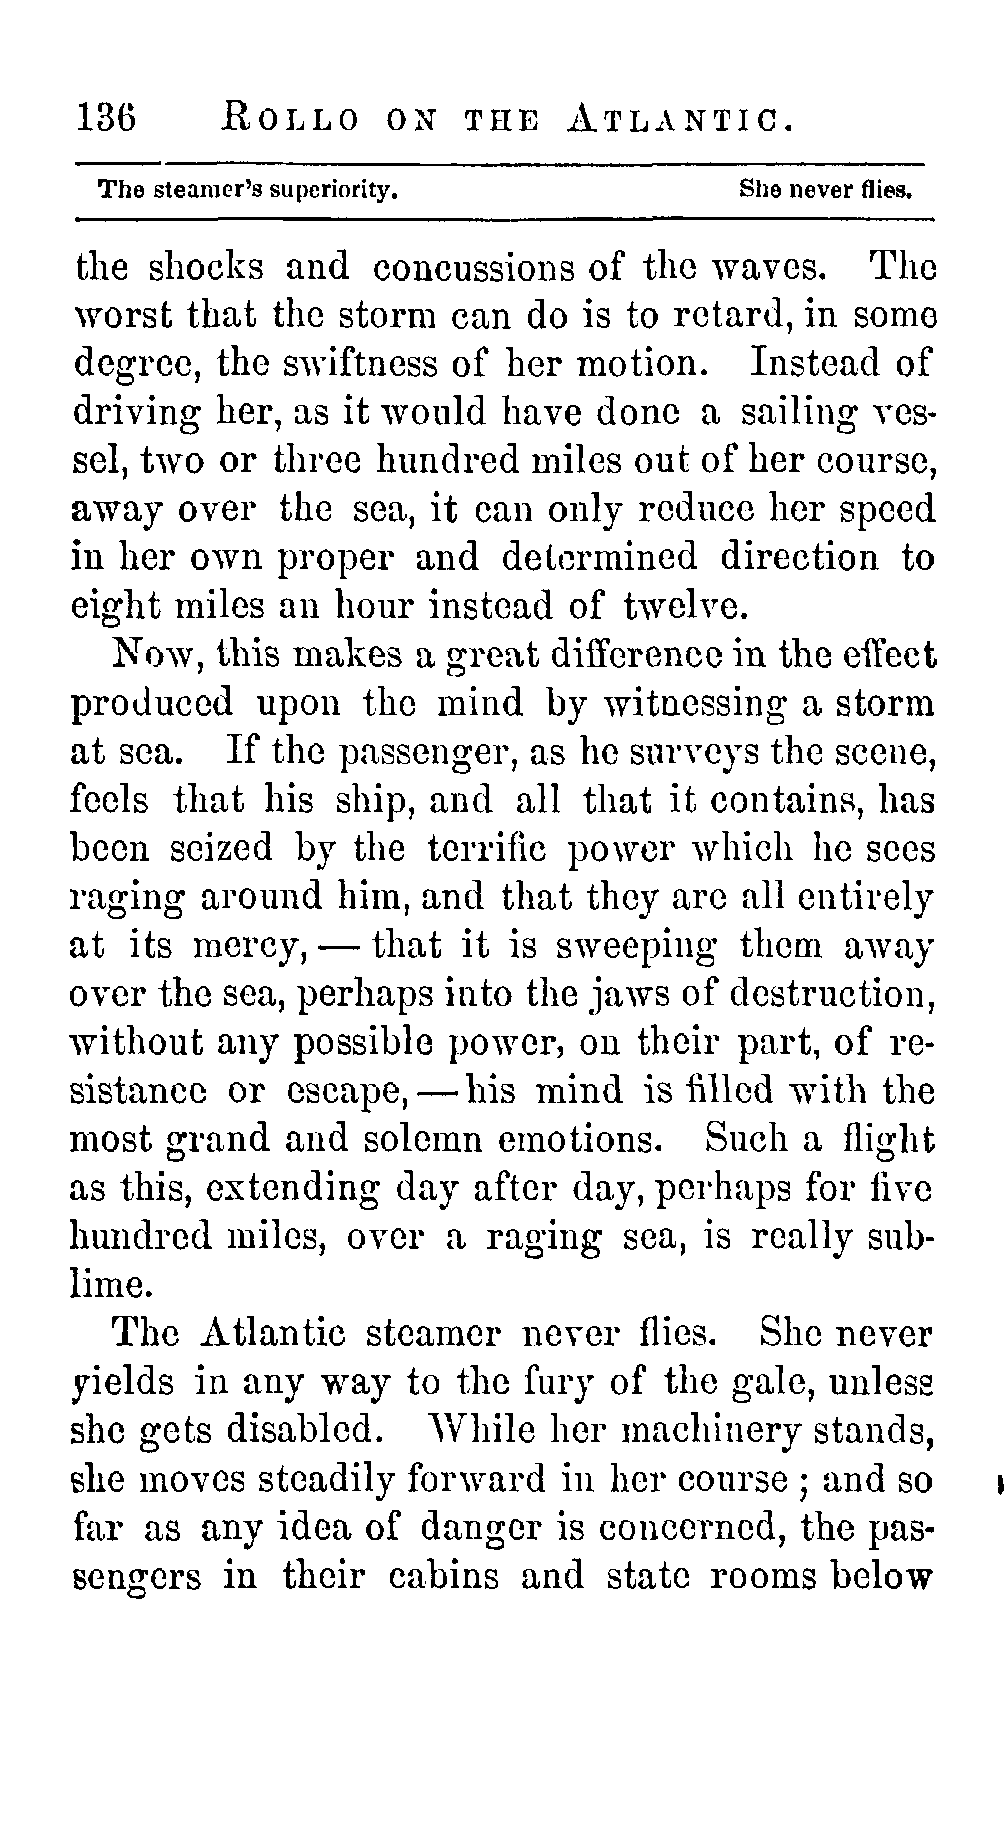 136 ROLLO ON THE ATLANTIC.
The steamer's superiority. She never flies.
the shocks and concussions of the waves. The
worst that the storm can do is to retard, in some
degree, the swiftness of her motion. Instead of
driving her, as it would have done a sailing ves-
sel, two or three hundred miles out of her course,
away over the sea, it can only reduce her speed
in her own proper and determined direction to
eight miles an hour instead of twelve.
Now, this makes a great difference in the effect
produced upon the mind by witnessing a storm
at sea. If the passenger, as he surveys the scene,
feels that his ship, and all that it contains, has
been seized by the terrific power which he sees
raging around him, and that they are all entirely
at its mercy, — that it is sweeping them away
over the sea, perhaps into the jaws of destruction,
without any possible power, on their part, of re-
sistance or escape, — his mind is filled with the
most grand and solemn emotions. Such a flight
as this, extending day after day, perhaps for five
hundred miles, over a raging sea, is really sub-
lime.
The Atlantic steamer never flies. She never
yields in any way to the fury of the gale, unless
she gets disabled. While her machinery stands,
she moves steadily forward in her course ; and so
far as any idea of danger is concerned, the pas-
sengers in their cabins and state rooms below